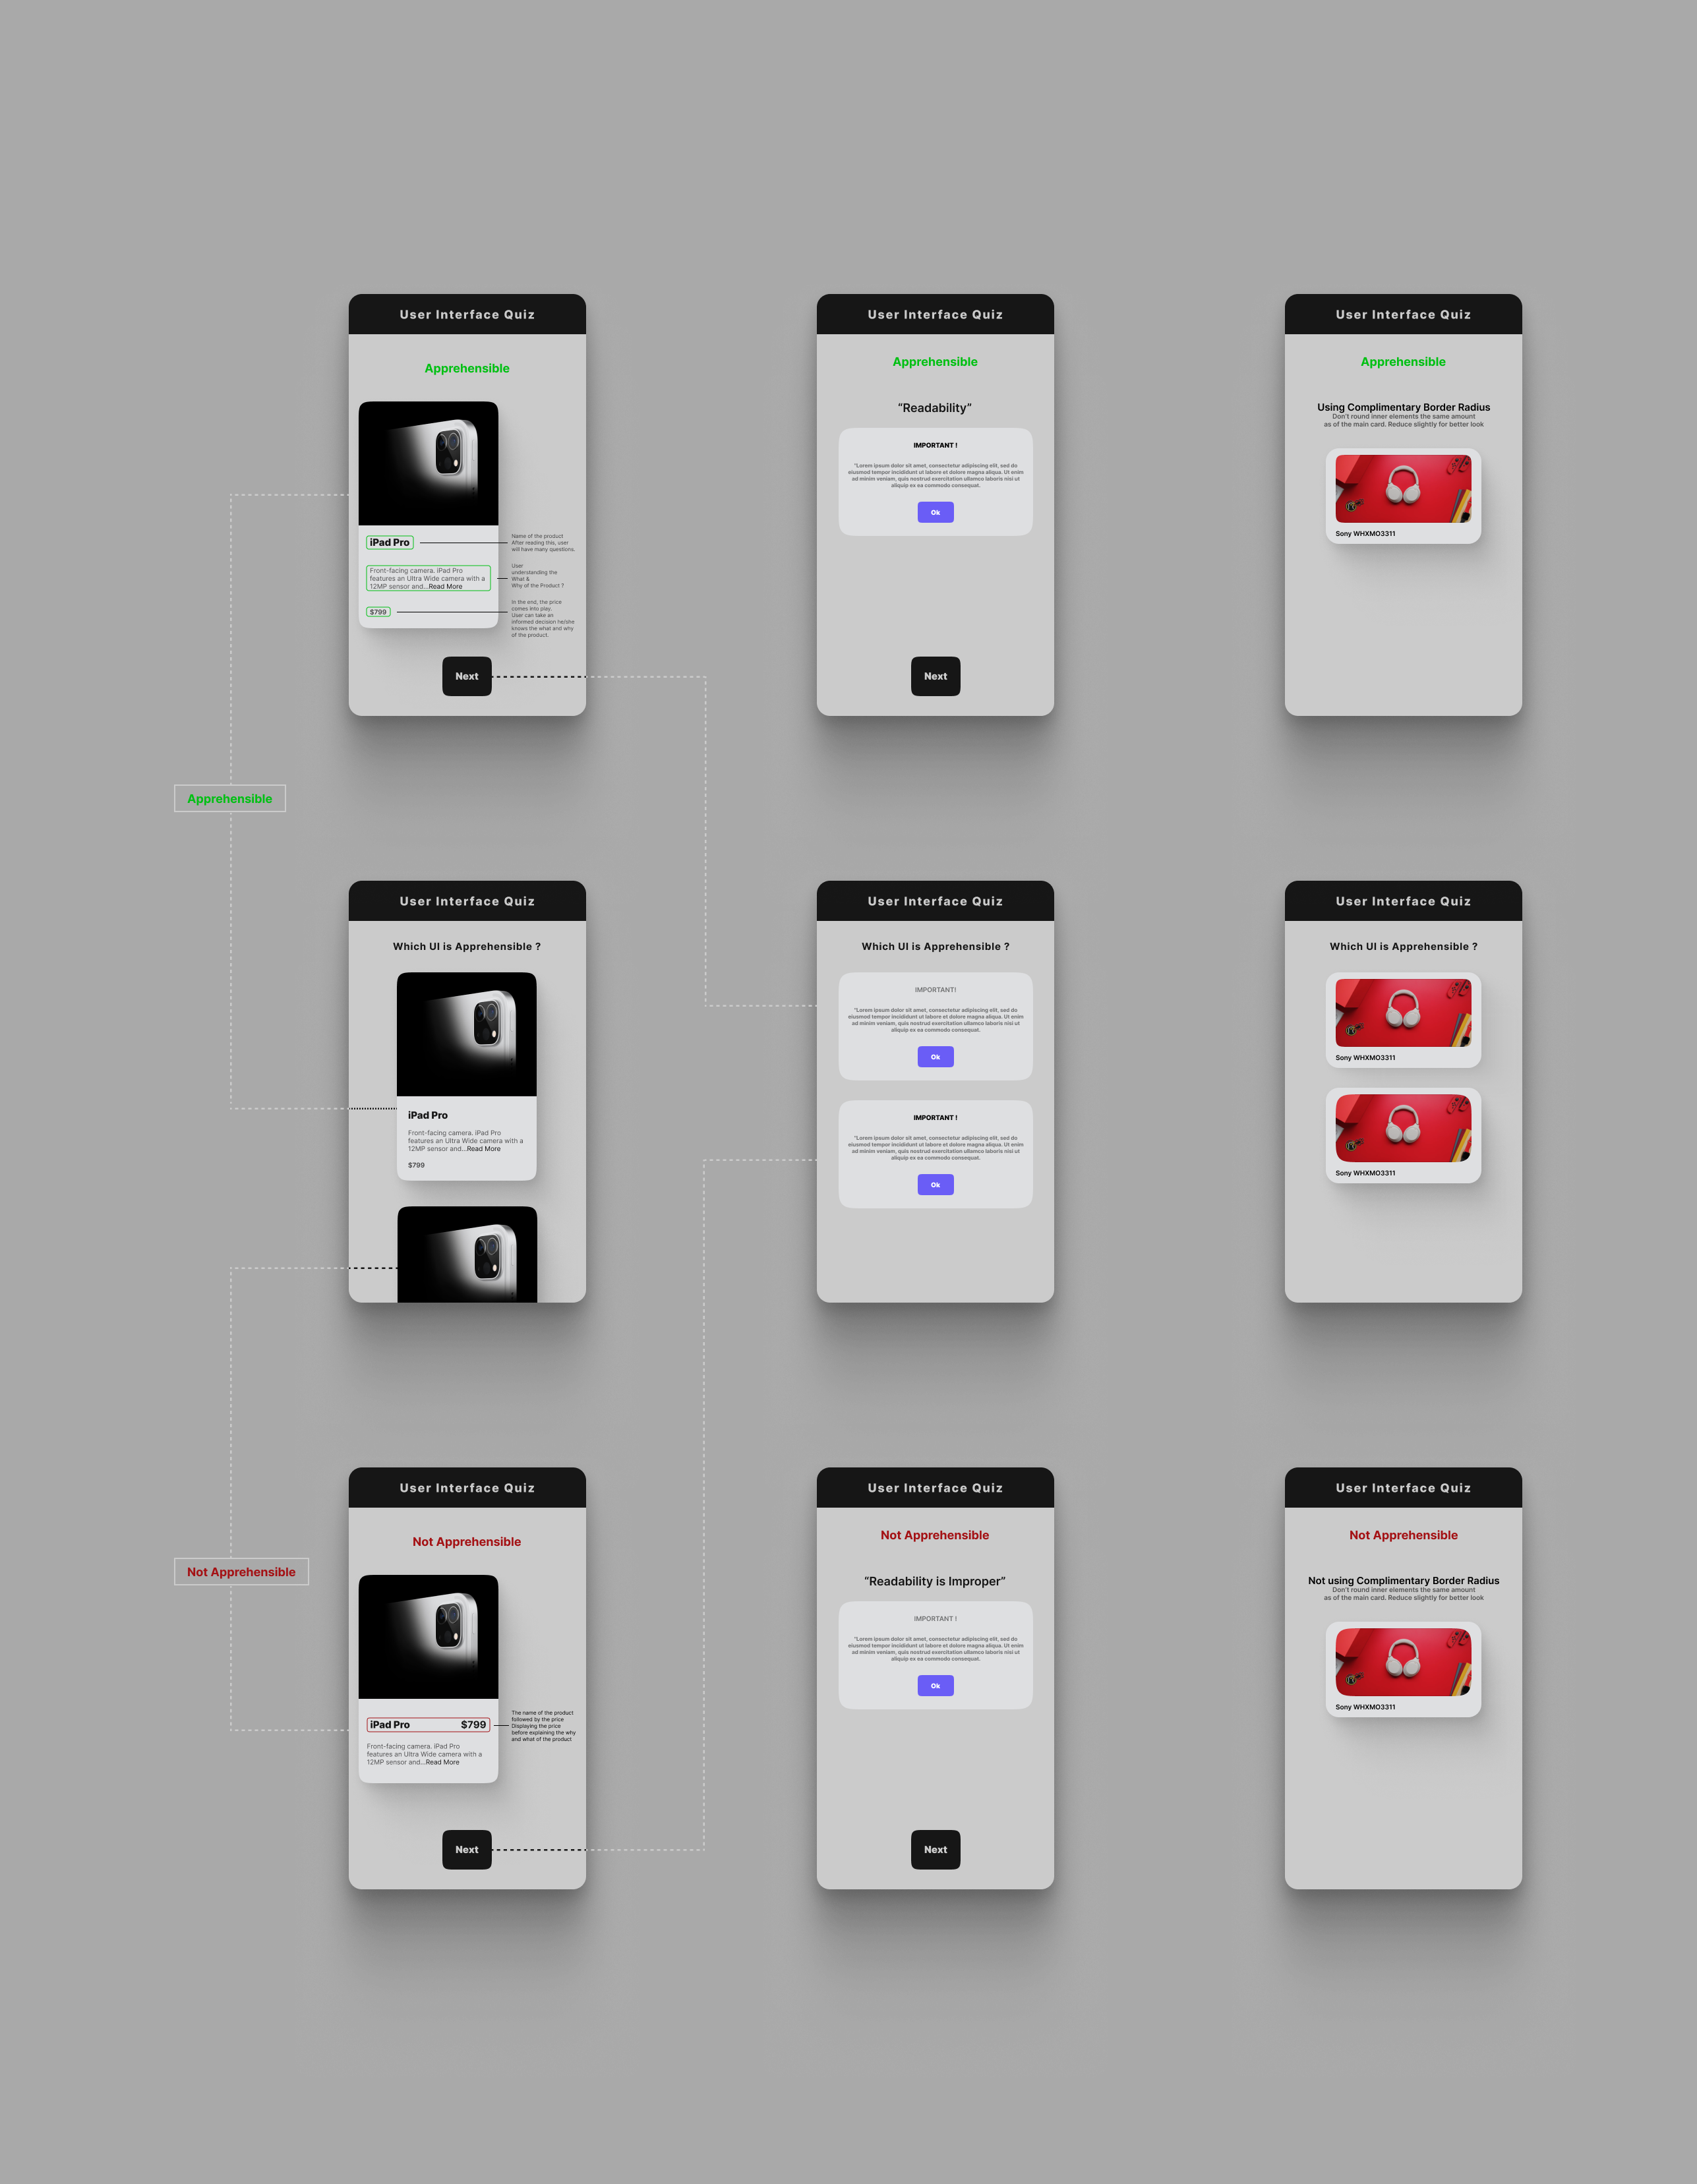 User Interface Quiz
Apprehensible
iPad Pro
Front-facing camera. iPad Pro
features an Ultra Wide camera with a
12MP sensor and...Read More
$799
Name of the product
After reading this, user
will have many questions.
User
understanding the
What &
Why of the Product ?
In the end, the price
comes Into play.
User can take an
informed decision he/she
knows the what and why
of the product.
Next
User Interface Quiz
Apprehensible
“Readability”
IMPORTANT !
"Lorem ipsum dolor sit amet, consectetur adipiscing elit, sed do
eiusmod tempor incididunt ut labore et dolore magna aliqua. Ut enim
ad minim veniam, quis nostrud exercitation ullamco laboris nisi ut
aliquip ex ea commodo consequat.
Ok
Next
User Interface Quiz
Apprehensible
Using Complimentary Border Radius
Don't round inner elements the same amount
as of the main card. Reduce slightly for better look
Sony WHXMO3311
Apprehensible
User Interface Quiz
Which UI is Apprehensible ?
iPad Pro
Front-facing camera. iPad Pro
features an Ultra Wide camera with a
12MP sensor and...Read More
$799
User Interface Quiz
Which UI is Apprehensible ?
IMPORTANT!
"Lorem ipsum dolor sit amet, consectetur adipiscing elit, sed do
eiusmod tempor incididunt ut labore et dolore magna aliqua. Ut enim
ad minim veniam, quis nostrud exercitation ullamco laboris nisi ut
aliquip ex ea commodo consequat.
Ok
IMPORTANT !
"Lorem ipsum dolor sit amet, consectetur adipiscing elit, sed do
eiusmod tempor incididunt ut labore et dolore magna aliqua. Ut enim
ad minim veniam, quis nostrud exercitation ullamco laboris nisi ut
aliquip ex ea commodo consequat.
Ok
User Interface Quiz
Which UI is Apprehensible ?
Sony WHXMO3311
Sony WHXMO3311
Not Apprehensible
User Interface Quiz
Not Apprehensible
iPad Pro $799
Front-facing camera. iPad Pro
features an Ultra Wide camera with a
12MP sensor and...Read More
The name of the product
followed by the price
Displaying the price
before explaining the why
and what of the product
Next
User Interface Quiz
Not Apprehensible
“Readability is Improper”
IMPORTANT !
"Lorem ipsum dolor sit amet, consectetur adipiscing elit, sed do
eiusmod tempor incididunt ut labore et dolore magna aliqua. Ut enim
ad minim veniam, quis nostrud exercitation ullamco laboris nisi ut
aliquip ex ea commodo consequat.
Ok
Next
User Interface Quiz
Not Apprehensible
Not using Complimentary Border Radius
Don't round inner elements the same amount
as of the main card. Reduce slightly for better look
Sony WHXMO3311